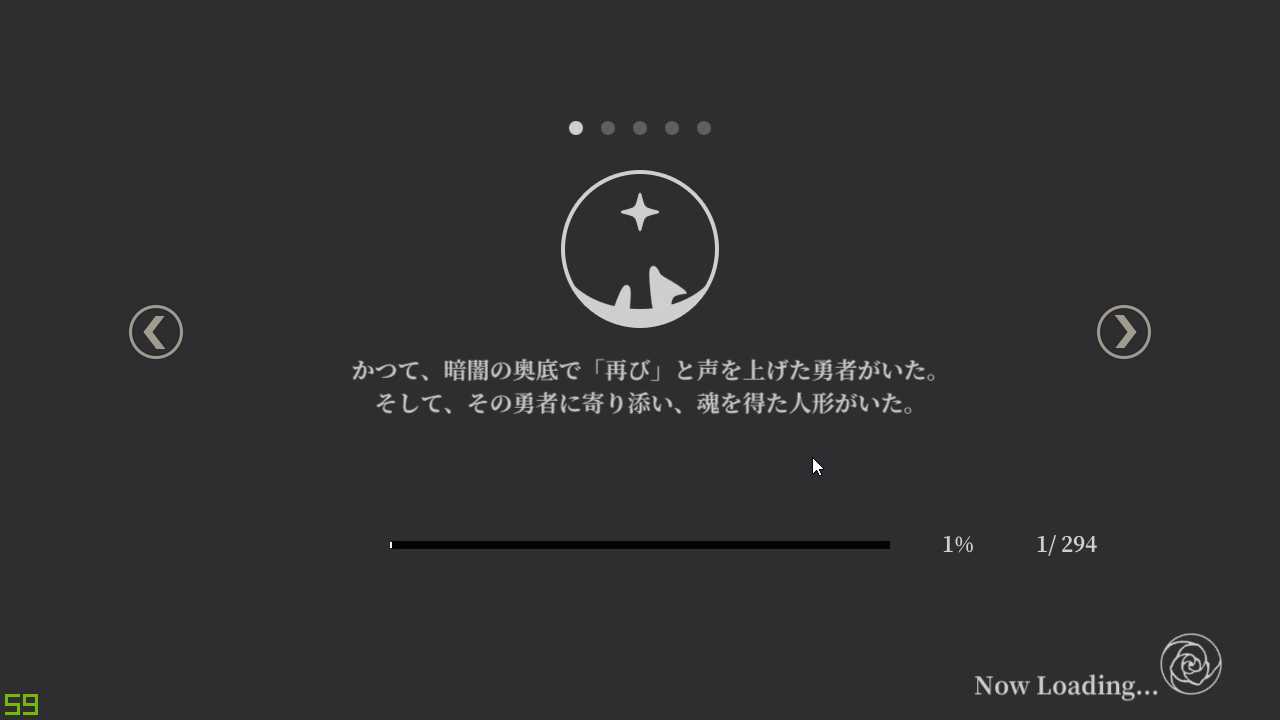 かつて、暗闇の奥底で「再び」と声を上げた勇者がいた。
そして、その勇者に寄り添い、魂を得た人形がいた。
1% 1/ 294
Now Loading...
59